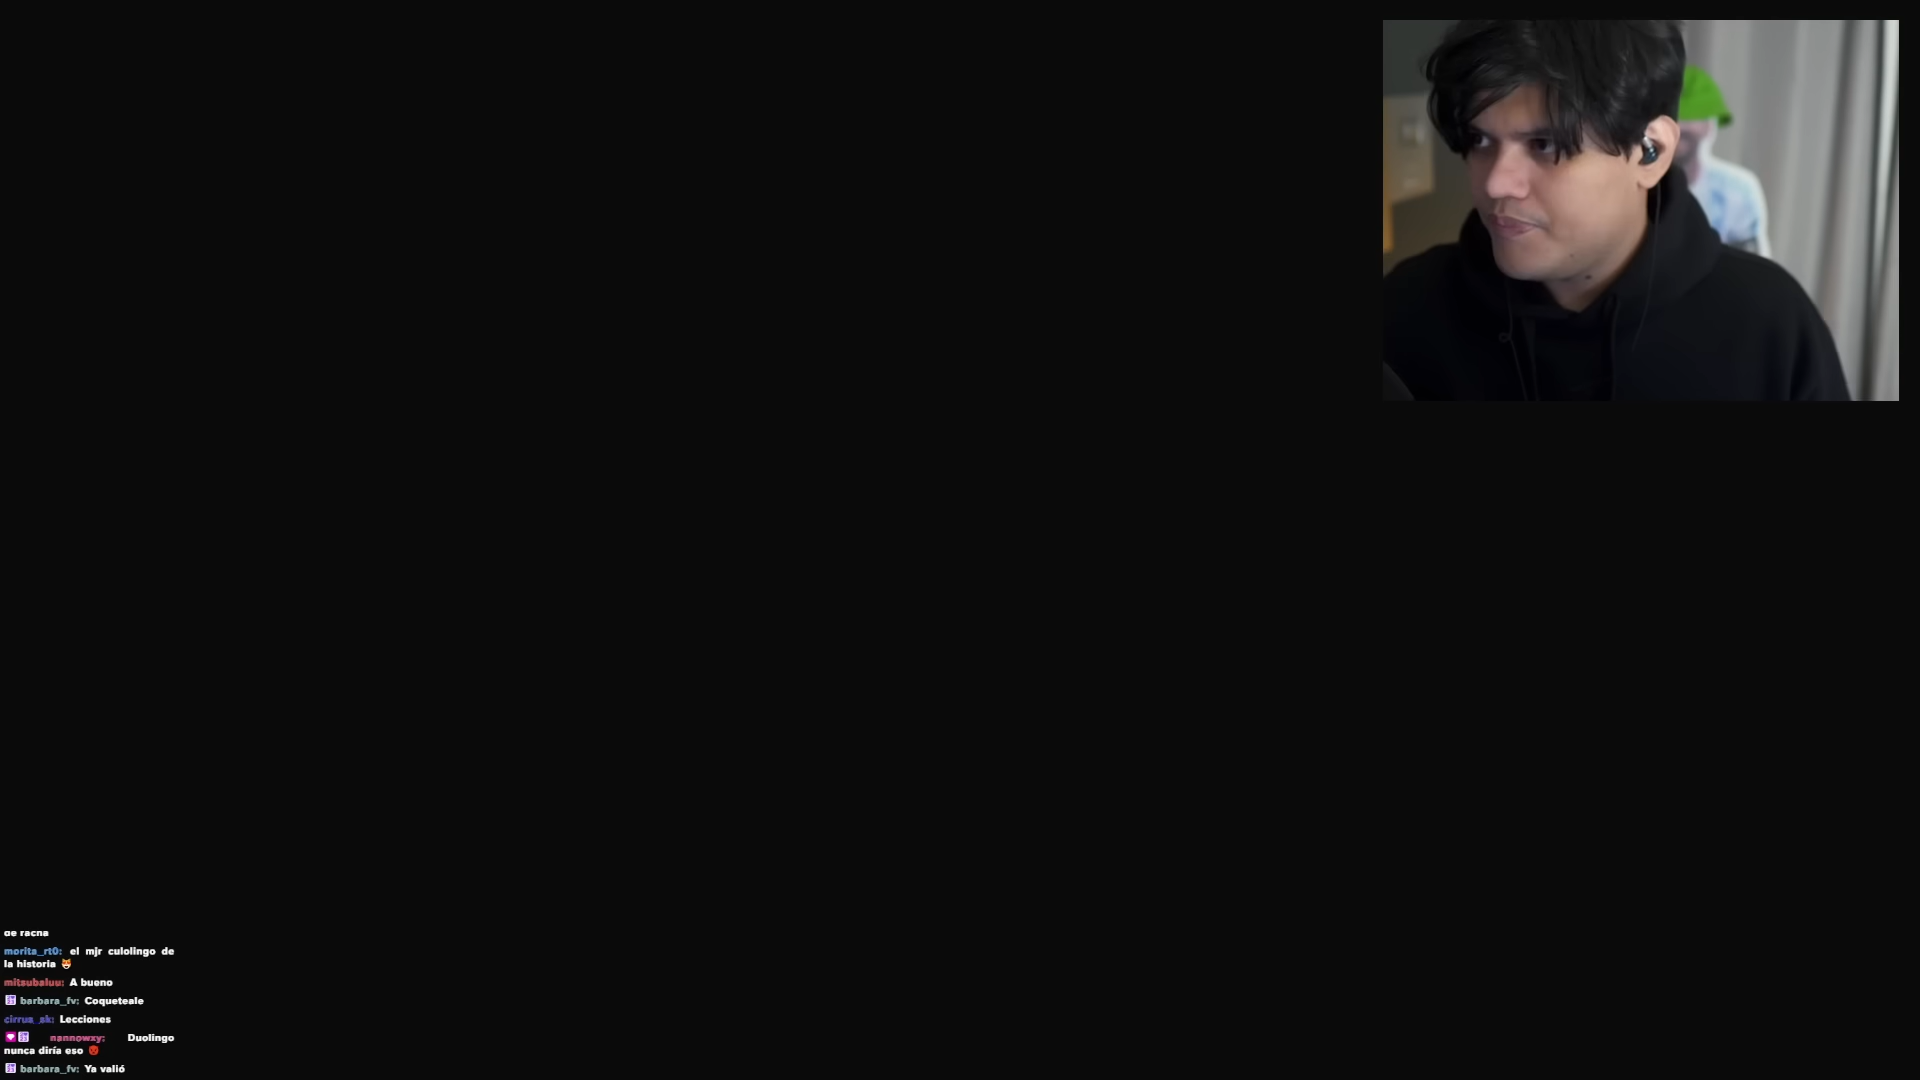 de racha
morita_rt0: el mjr culolingo de
la historia 😼
mitsubaluu: A bueno
barbara_fv: Coqueteale
cirrus_sk: Lecciones
nannowxy: Duolingo
nunca diría eso 👹
barbara_fv: Ya valió